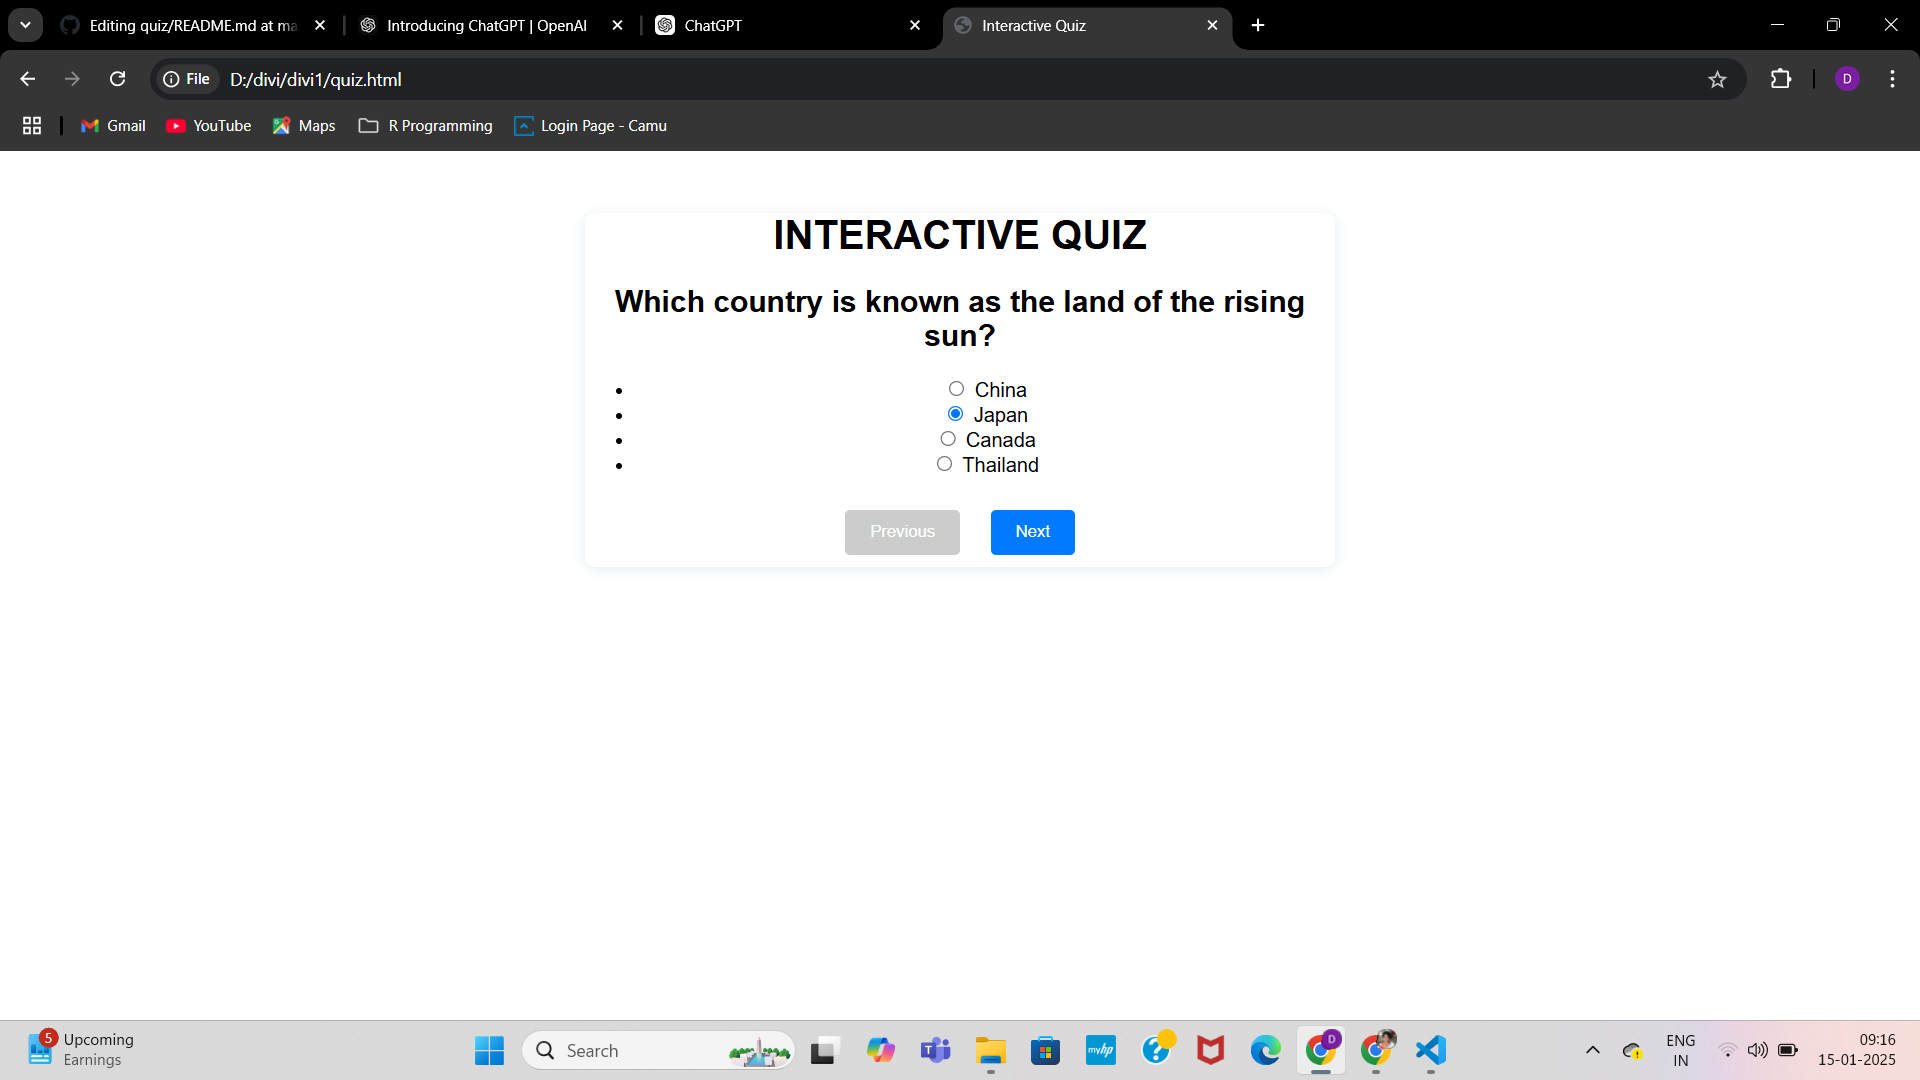 Editing quiz/README.md at ma
Introducing ChatGPT | OpenAI
ChatGPT
Interactive Quiz
File
D:/divi/divi1/quiz.html
D
Gmail
YouTube
Maps
R Programming
Login Page - Camu
INTERACTIVE QUIZ
Which country is known as the land of the rising
sun?
China
Japan
Canada
Thailand
Previous
Next
5
Upcoming
Earnings
Search
myhp
D
ENG
IN
09:16
15-01-2025